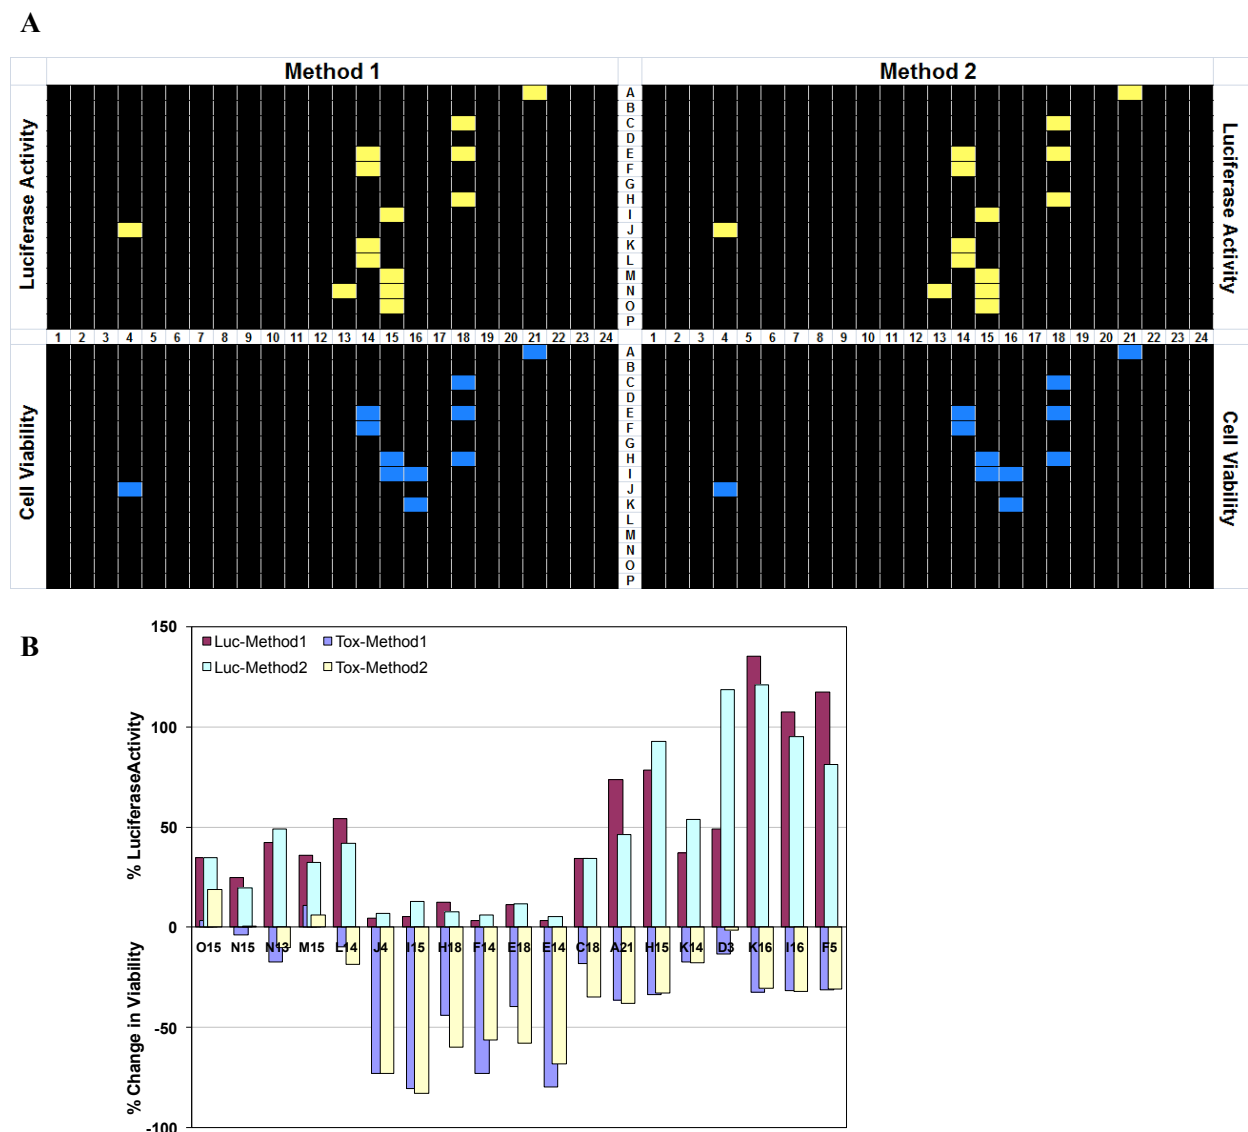 A
Method 1
Method 2
Luciferase Activity
A
B
C
D
E
F
G
H
I
J
K
L
M
N
O
P
Luciferase Activity
1 2 3 4 5 6 7 8 9 10 11 12 13 14 15 16 17 18 19 20 21 22 23 24
1 2 3 4 5 6 7 8 9 10 11 12 13 14 15 16 17 18 19 20 21 22 23 24
Cell Viability
A
B
C
D
E
F
G
H
I
J
K
L
M
N
O
P
Cell Viability
B
Luc-Method1 Tox-Method1
Luc-Method2 Tox-Method2
% LuciferaseActivity
% Change in Viability
150
100
50
0
-50
-100
O15 N15 N13 M15 L14 J4 I15 H18 F14 E18 E14 C18 A21 H15 K14 D3 K16 I16 F5